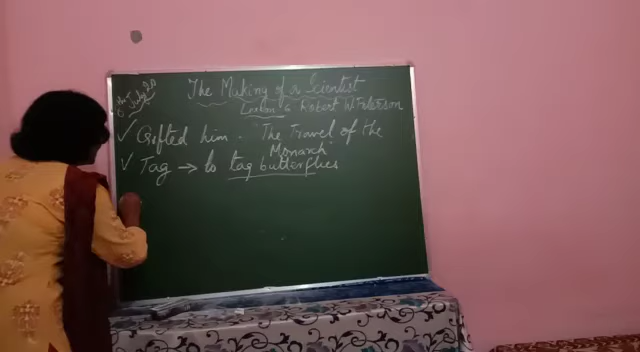 The Making of a Scientist
Robert W. Peterson
✓ Gifted him. The Travel of the
Monarch
✓ Tag → to tag butterflies